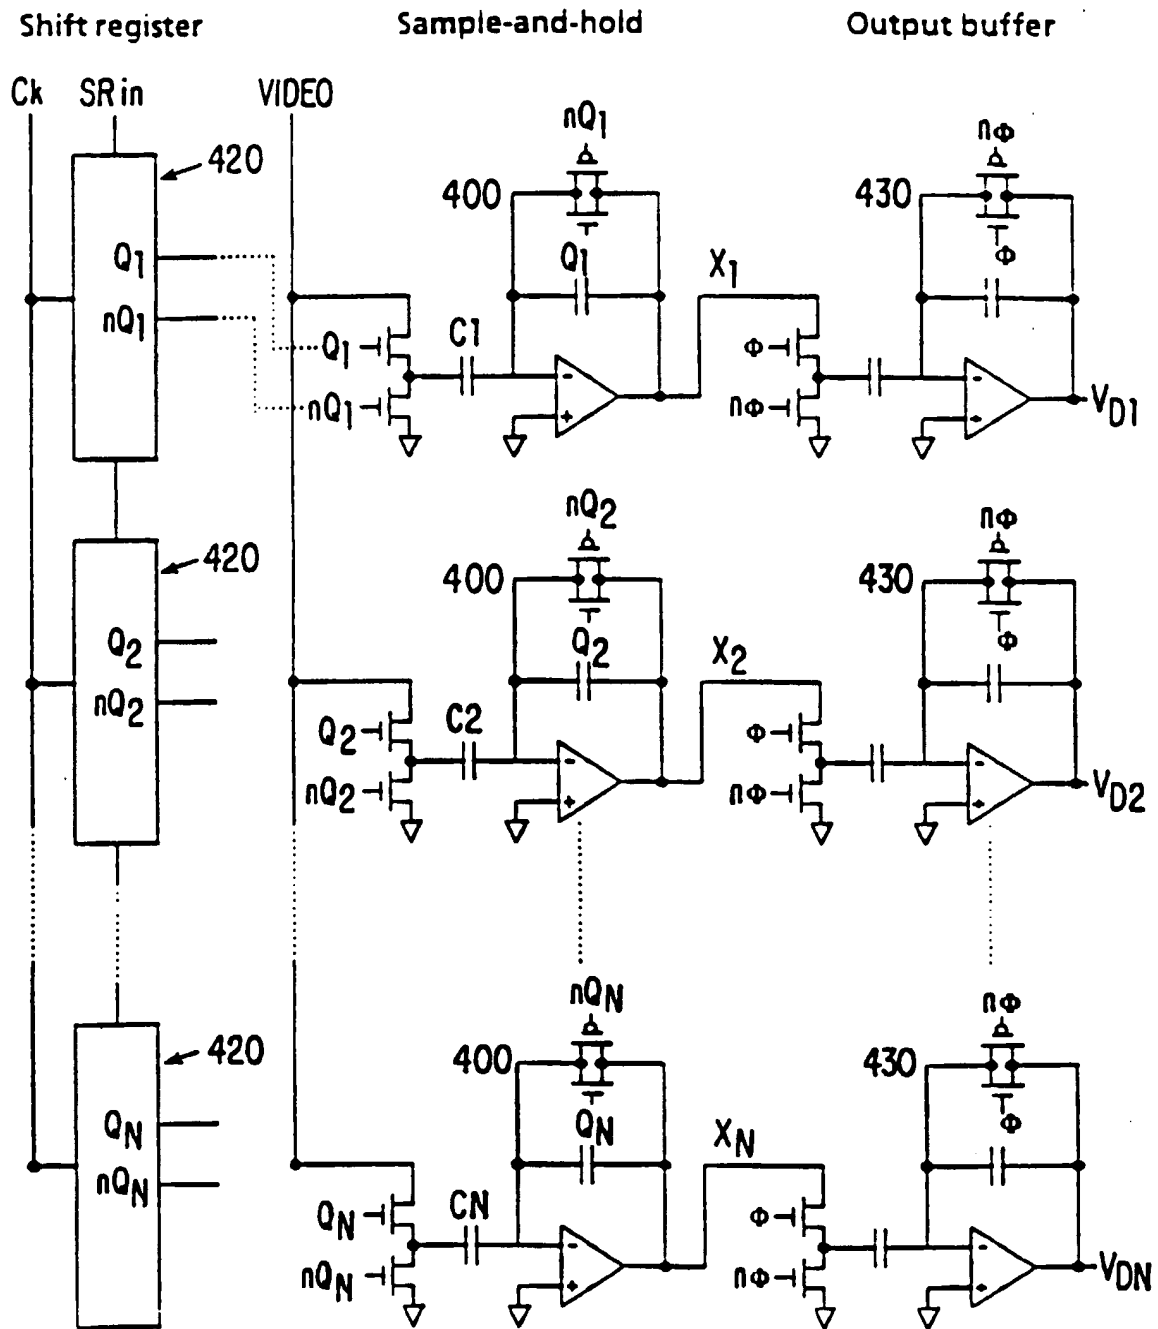 Shift register Sample-and-hold Output buffer
Ck SR in VIDEO
nQ1 nΦ
420 400 430
Q1 Q1 X1 Φ
nQ1 Q1 C1 Φ
nQ1 - + nΦ - + VD1
nQ2 nΦ
420 400 430
Q2 Q2 X2 Φ
nQ2 Q2 C2 Φ
nQ2 - + nΦ - + VD2
nQN nΦ
420 400 430
QN QN XN Φ
nQN QN CN Φ
nQN - + nΦ - + VDN